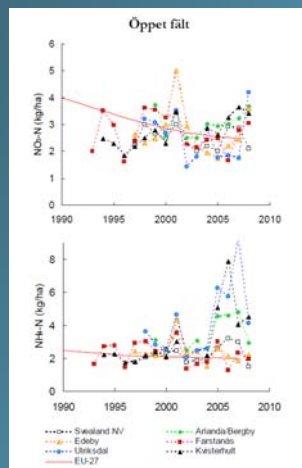 Öppet fält
NO₃-N (kg/ha)
6
5
4
3
2
1
0
1990 1995 2000 2005 2010
NH₄-N (kg/ha)
8
6
4
2
0
1990 1995 2000 2005 2010
Svealand NV Arlanda/Bergby
Edeby Farstanäs
Ulriksdal Kvisterhult
EU-27